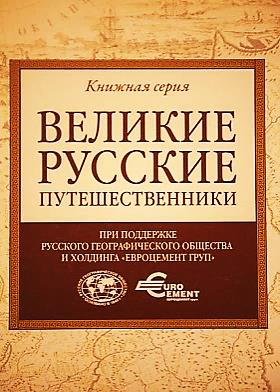 Книжная серия
ВЕЛИКИЕ
РУССКИЕ
ПУТЕШЕСТВЕННИКИ
ПРИ ПОДДЕРЖКЕ
РУССКОГО ГЕОГРАФИЧЕСКОГО ОБЩЕСТВА
И ХОЛДИНГА «ЕВРОЦЕМЕНТ ГРУП»
EURO
CEMENT